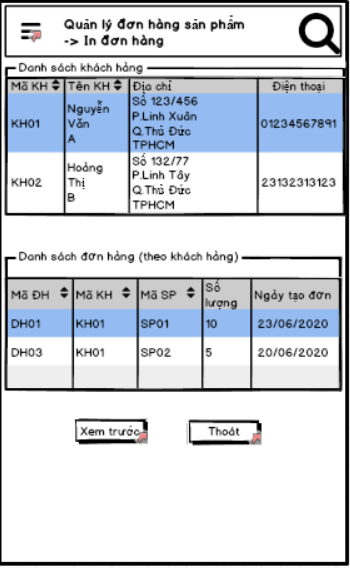 Quản lý đơn hàng sản phẩm
-> In đơn hàng
Danh sách khách hàng
Mã KH Tên KH Địa chỉ Điện thoại
KH01 Nguyễn Văn A Số 123/456 P.Linh Xuân Q.Thủ Đức TPHCM 01234567891
KH02 Hoàng Thị B Số 132/77 P.Linh Tây Q.Thủ Đức TPHCM 23132313123
Danh sách đơn hàng (theo khách hàng)
Mã ĐH Mã KH Mã SP Số lượng Ngày tạo đơn
DH01 KH01 SP01 10 23/06/2020
DH03 KH01 SP02 5 20/06/2020
Xem trước Thoát